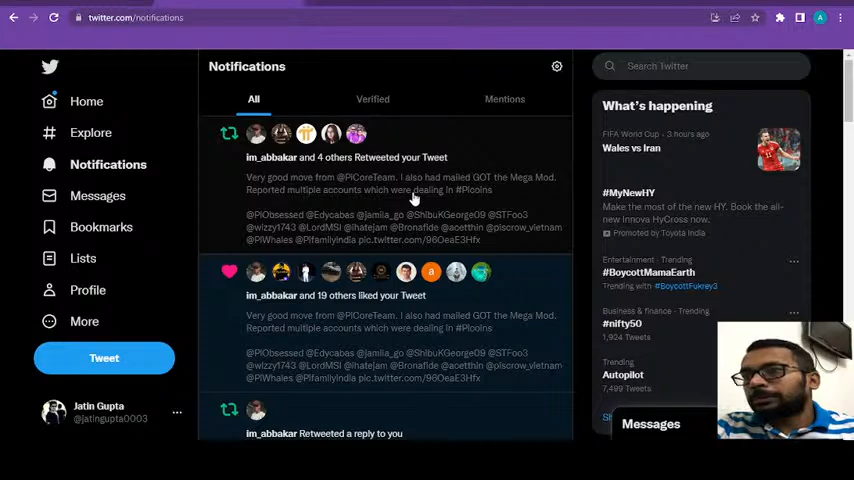 twitter.com/notifications
A
Home
Explore
Notifications
Messages
Bookmarks
Lists
Profile
More
Tweet
Jatin Gupta
@jatingupta0003
Notifications
All
Verified
Mentions
im_abbakar and 4 others Retweeted your Tweet
Very good move from @PiCoreTeam. I also had mailed GOT the Mega Mod.
Reported multiple accounts which were dealing in #Picoins
@PiObsessed @Edycabas @jamila_go @ShibuKGeorge09 @STFoo3
@wizzy1743 @LordMSI @ihatejam @Bronafide @acetthin @piscrow_vietnam
@PiWhales @Pifamilyindia pic.twitter.com/96OeaE3Hfx
a
im_abbakar and 19 others liked your Tweet
Very good move from @PiCoreTeam. I also had mailed GOT the Mega Mod.
Reported multiple accounts which were dealing in #Picoins
@PiObsessed @Edycabas @jamila_go @ShibuKGeorge09 @STFoo3
@wizzy1743 @LordMSI @ihatejam @Bronafide @acetthin @piscrow_vietnam
@PiWhales @Pifamilyindia pic.twitter.com/96OeaE3Hfx
im_abbakar Retweeted a reply to you
Search Twitter
What's happening
FIFA World Cup · 3 hours ago
Wales vs Iran
#MyNewHY
Make the most of the new HY. Book the all-
new Innova HyCross now.
Promoted by Toyota India
Entertainment · Trending
#BoycottMamaEarth
Trending with #BoycottFukrey3
Business & finance · Trending
#nifty50
1,924 Tweets
Trending
Autopilot
7,499 Tweets
Messages